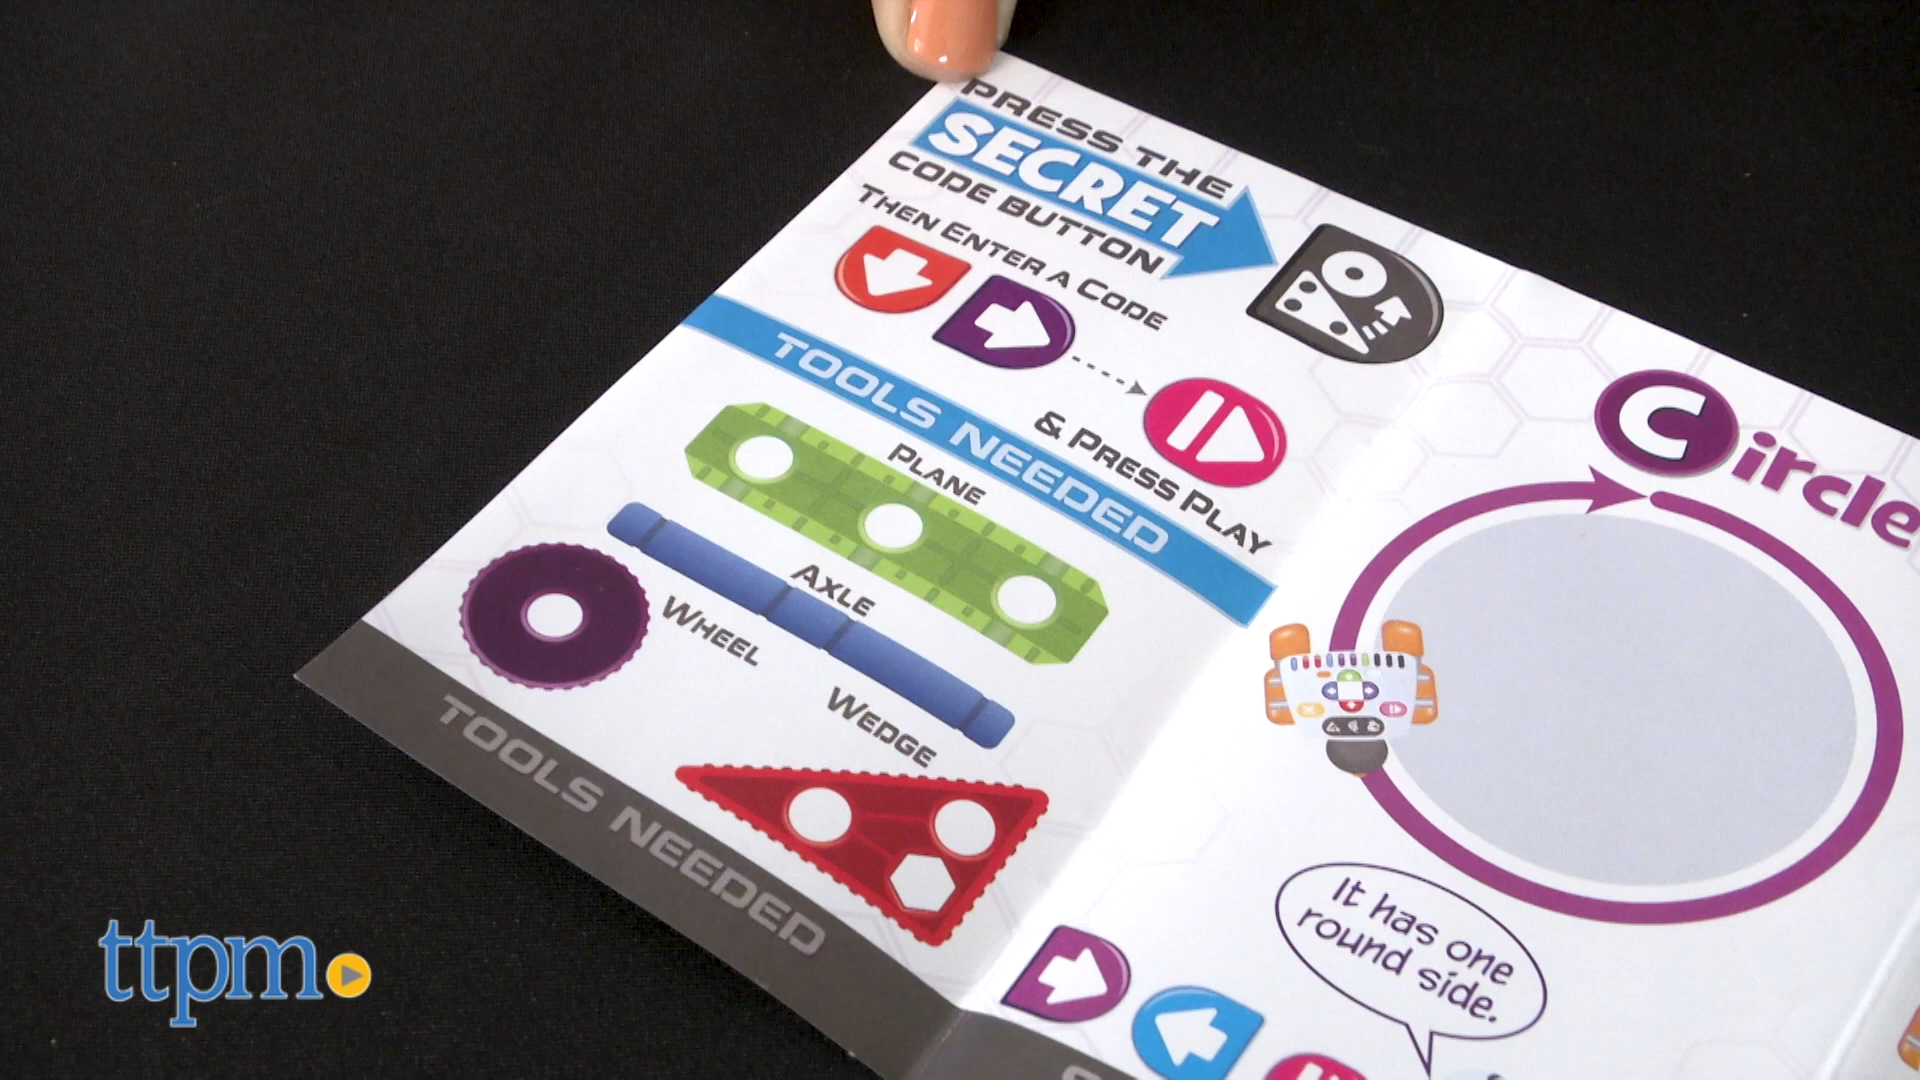 PRESS THE
SECRET
CODE BUTTON
THEN ENTER A CODE
& PRESS PLAY
TOOLS NEEDED
PLANE
AXLE
WHEEL
WEDGE
TOOLS NEEDED
Circle
It has one
round side.
ttpm